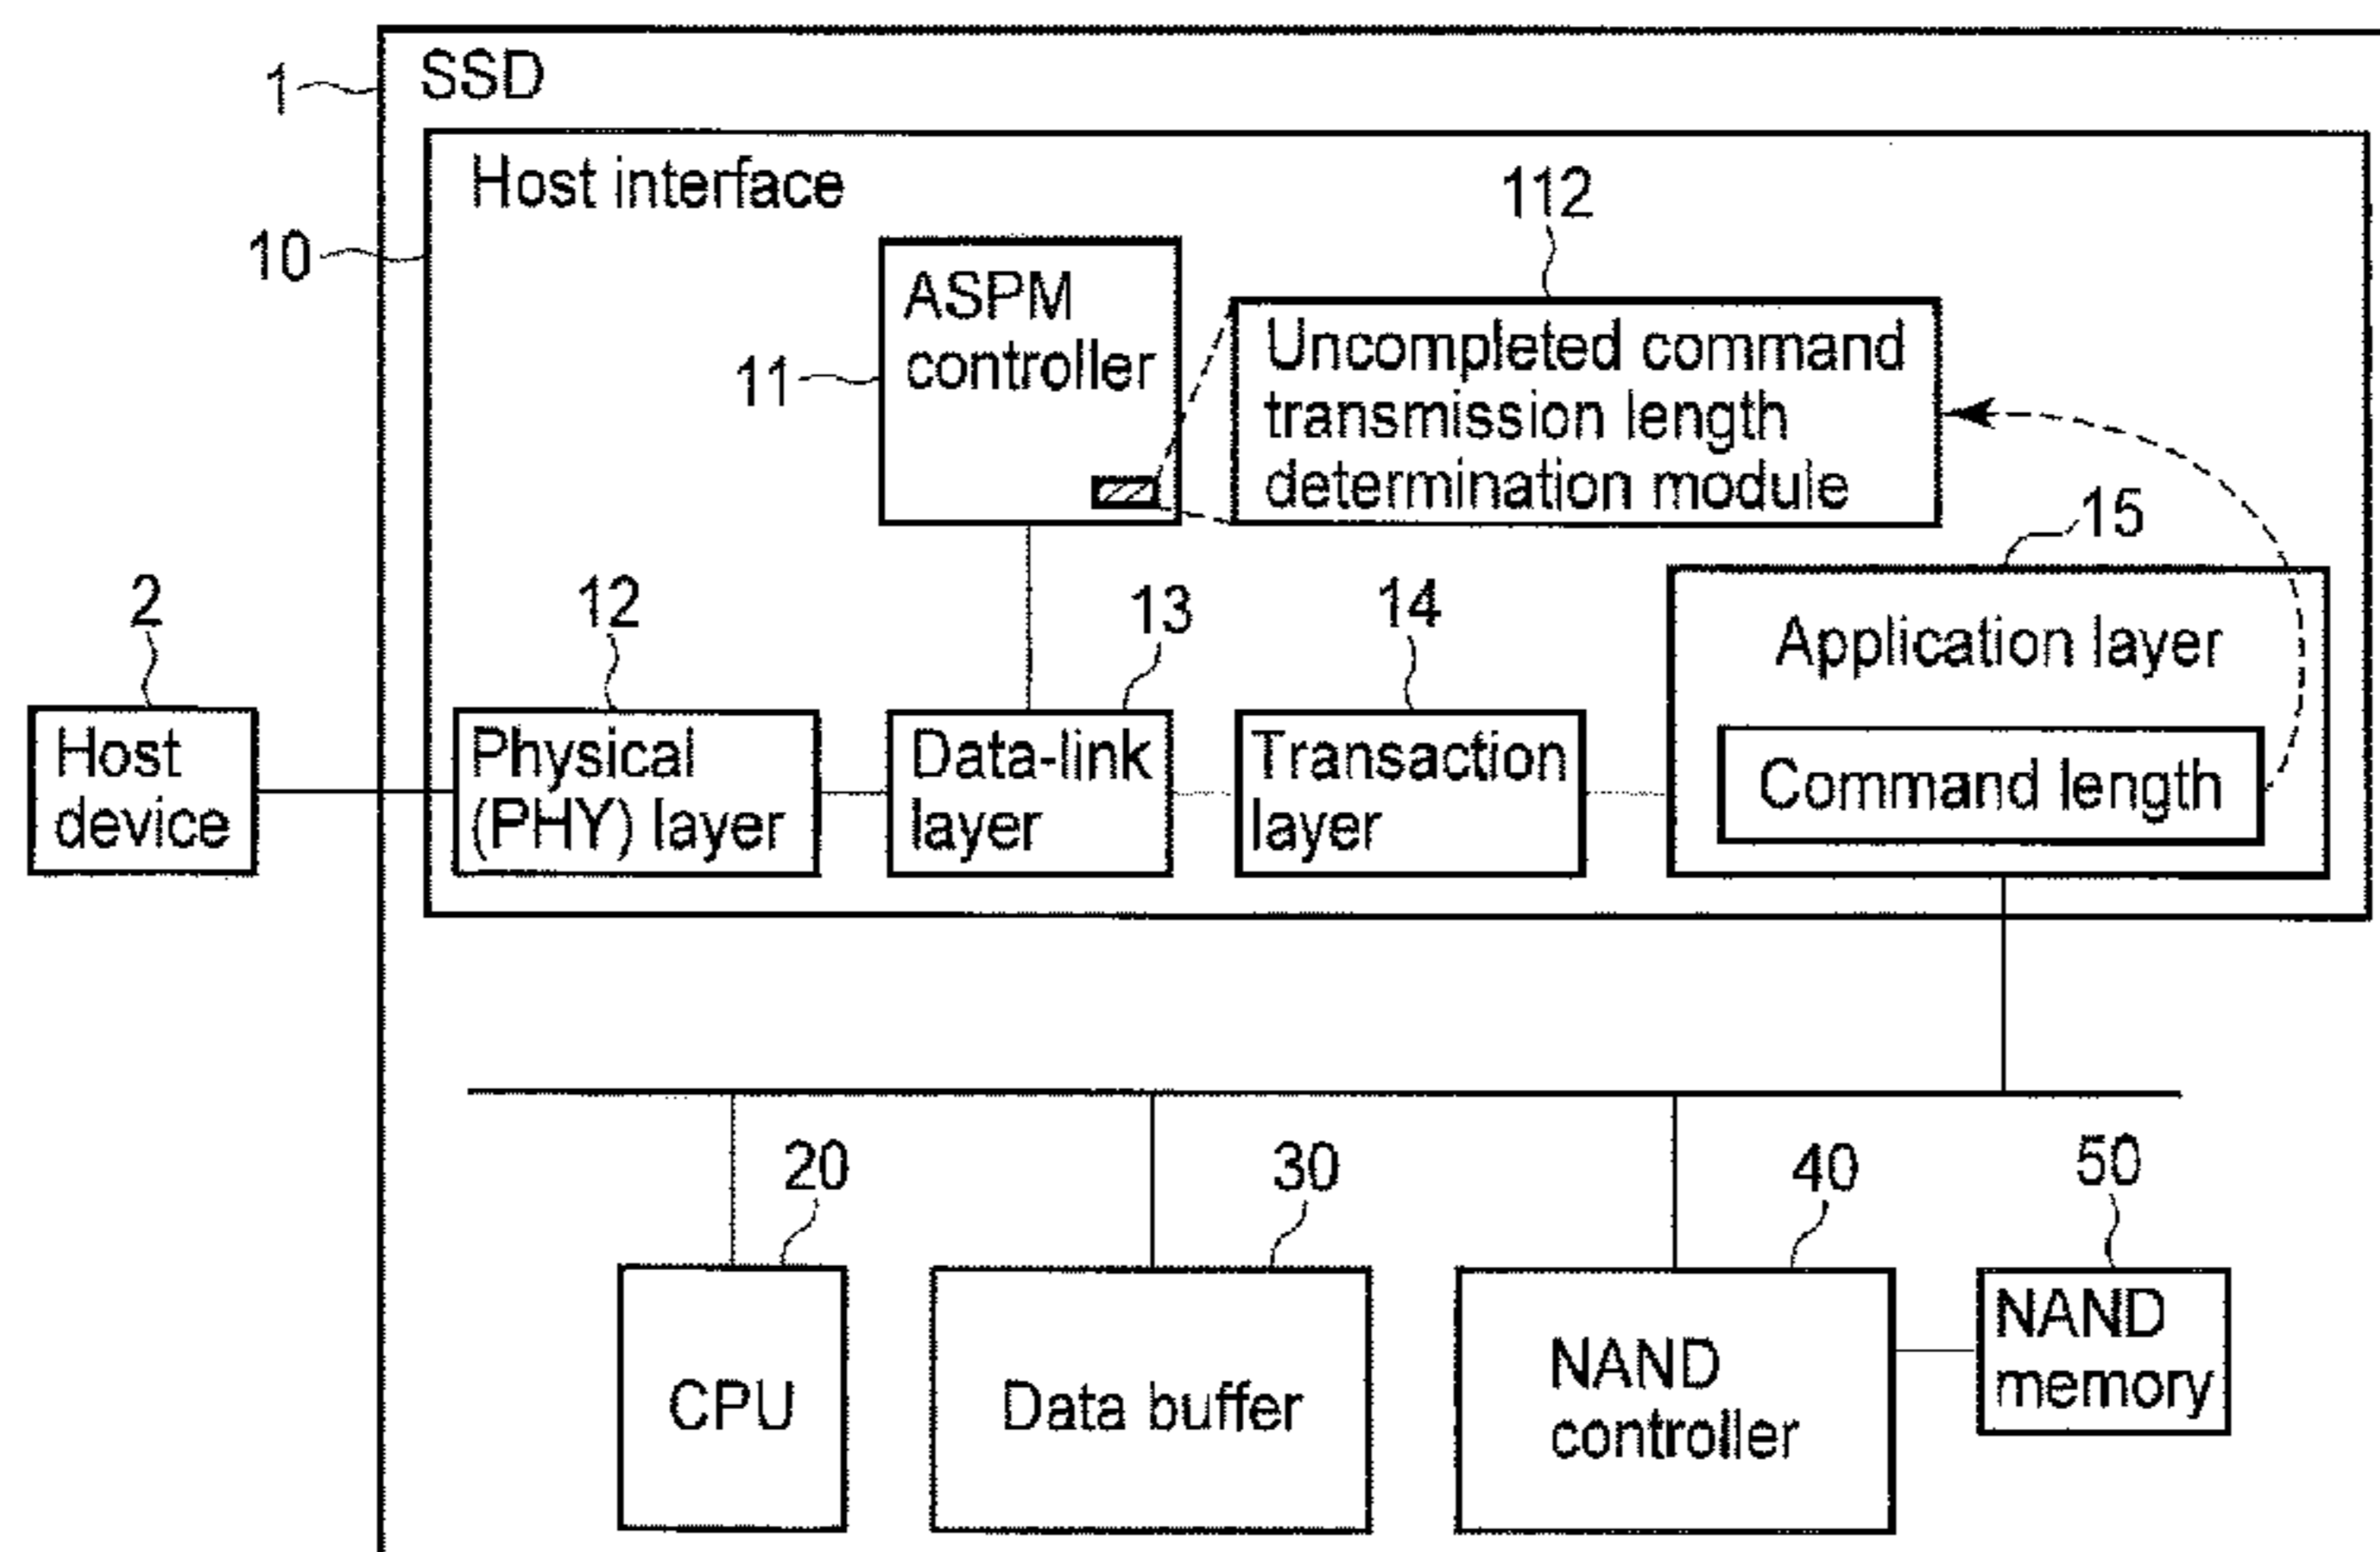 1
SSD
Host interface
10
112
ASPM
controller
11
Uncompleted command
transmission length
determination module
15
2
12
13
14
Application layer
Host
device
Physical
(PHY) layer
Data-link
layer
Transaction
layer
Command length
20
30
40
50
CPU
Data buffer
NAND
controller
NAND
memory